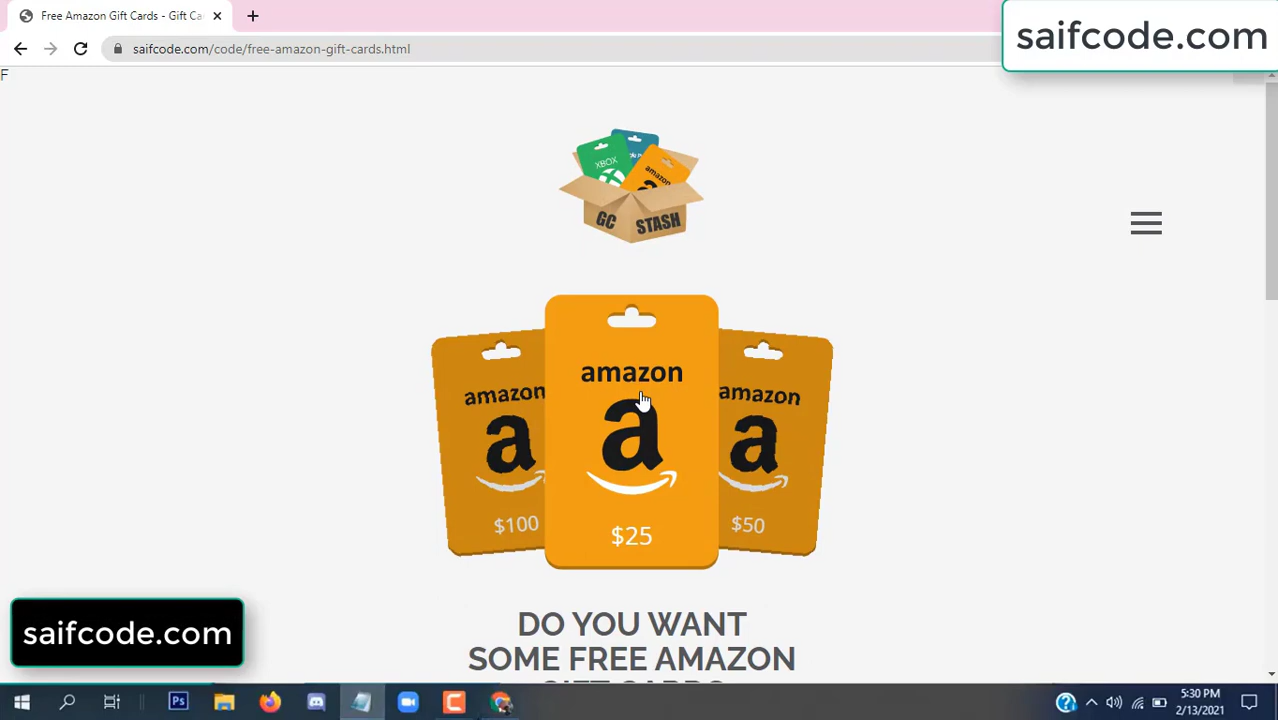 Free Amazon Gift Cards - Gift Ca
saifcode.com/code/free-amazon-gift-cards.html
saifcode.com
F
XBOX
amazon
GC STASH
amazon
amazon
amazon
$100
$25
$50
DO YOU WANT
SOME FREE AMAZON
saifcode.com
Ps
5:30 PM
2/13/2021